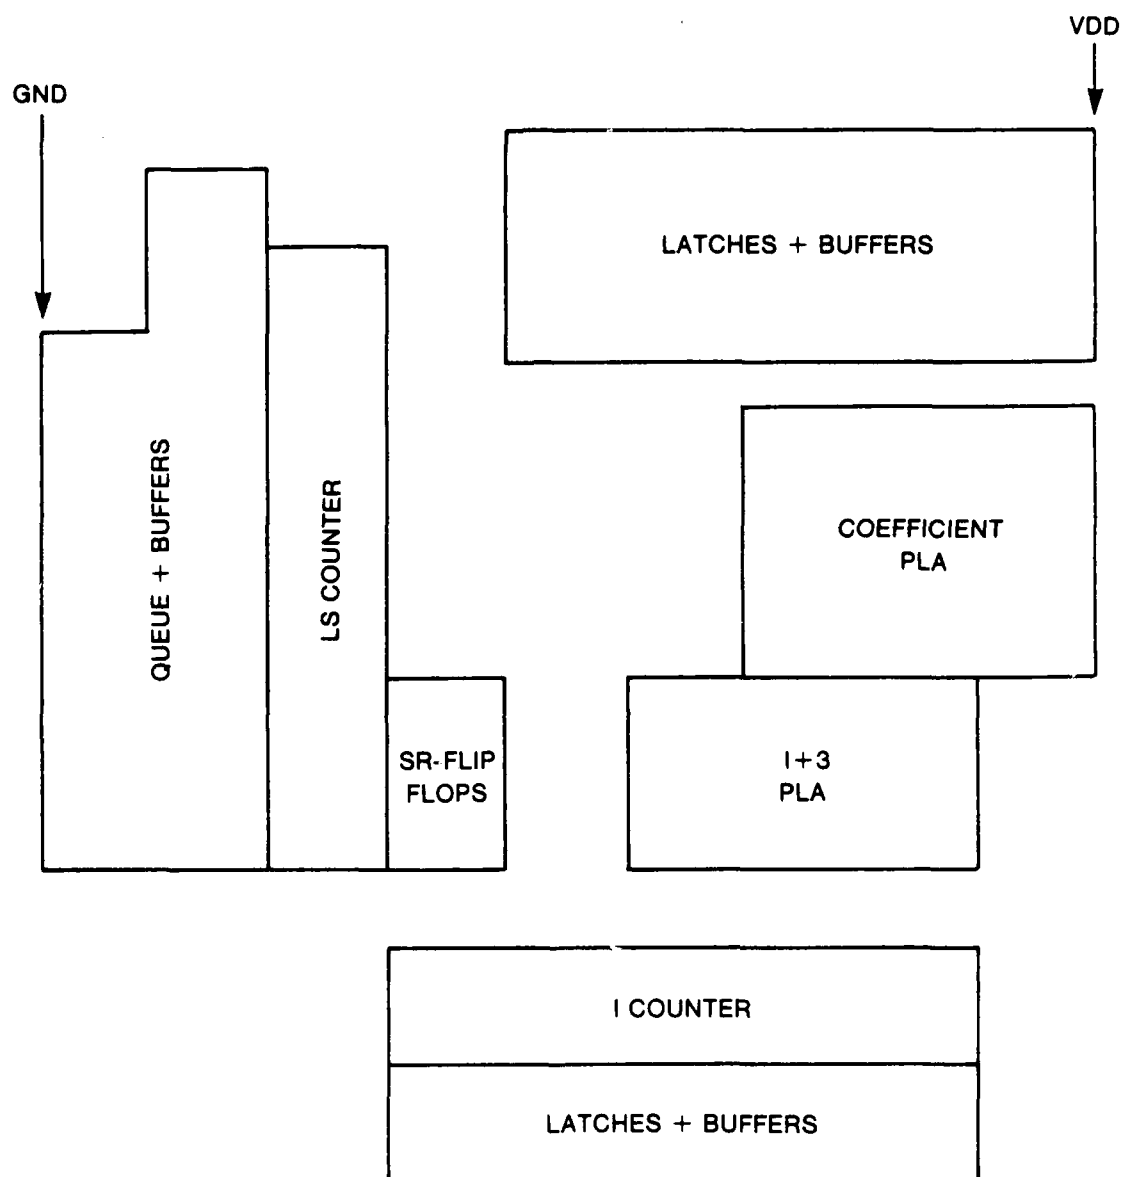 VDD
GND
LATCHES + BUFFERS
QUEUE + BUFFERS
LS COUNTER
COEFFICIENT
PLA
SR-FLIP
FLOPS
I+3
PLA
I COUNTER
LATCHES + BUFFERS